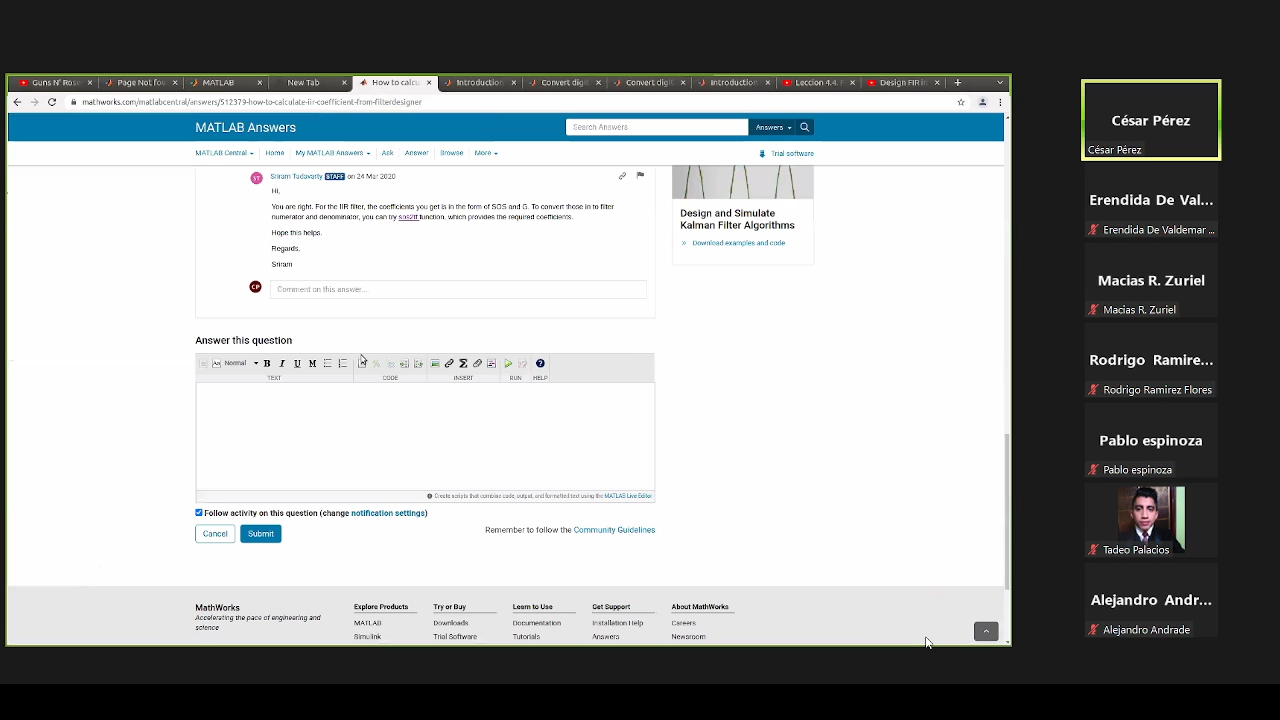 Guns N' Rose
Page Not fou
MATLAB
New Tab
How to calcu
Introduction
Convert digi
Convert digi
Introduction
Leccion 4.4. F
Design FIR in
mathworks.com/matlabcentral/answers/512379-how-to-calculate-iir-coefficient-from-filterdesigner
MATLAB Answers
Search Answers
Answers
MATLAB Central
Home
My MATLAB Answers
Ask
Answer
Browse
More
Trial software
ST
Sriram Tadavarty STAFF on 24 Mar 2020
Hi,
You are right. For the IIR filter, the coefficients you get is in the form of SOS and G. To convert those in to filter
numerator and denominator, you can try sos2tf function, which provides the required coefficients.
Hope this helps.
Regards,
Sriram
CP
Comment on this answer...
Design and Simulate
Kalman Filter Algorithms
» Download examples and code
Answer this question
Normal B I U M
TEXT CODE INSERT RUN HELP
Create scripts that combine code, output, and formatted text using the MATLAB Live Editor
Follow activity on this question (change notification settings)
Cancel
Submit
Remember to follow the Community Guidelines
MathWorks
Accelerating the pace of engineering and
science
Explore Products
MATLAB
Simulink
Try or Buy
Downloads
Trial Software
Learn to Use
Documentation
Tutorials
Get Support
Installation Help
Answers
About MathWorks
Careers
Newsroom
César Pérez
César Pérez
Erendida De Val...
Erendida De Valdemar ...
Macias R. Zuriel
Macias R. Zuriel
Rodrigo Ramire...
Rodrigo Ramirez Flores
Pablo espinoza
Pablo espinoza
Tadeo Palacios
Alejandro Andr...
Alejandro Andrade